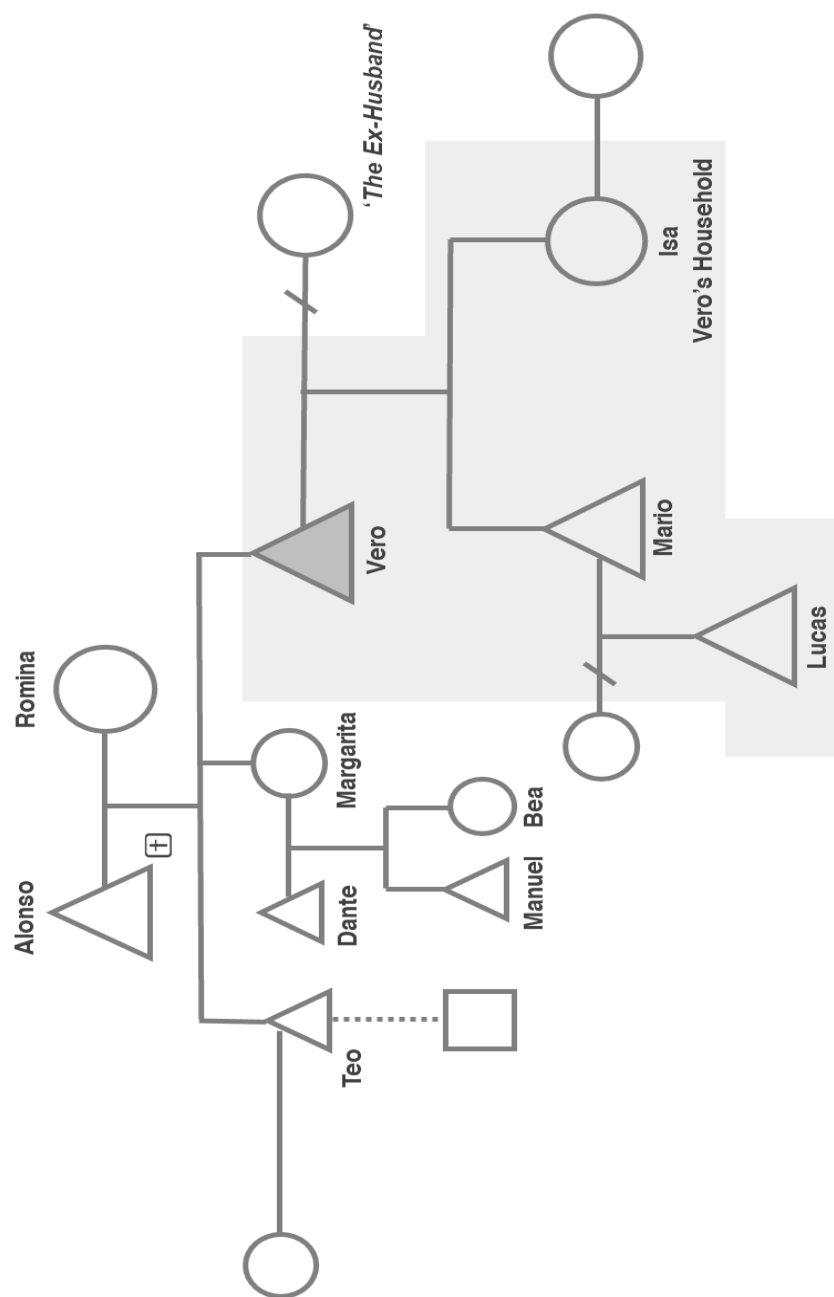 Alonso
Romina
Teo
Dante
Margarita
Vero
'The Ex-Husband'
Manuel
Bea
Mario
Isa
Vero's Household
Lucas